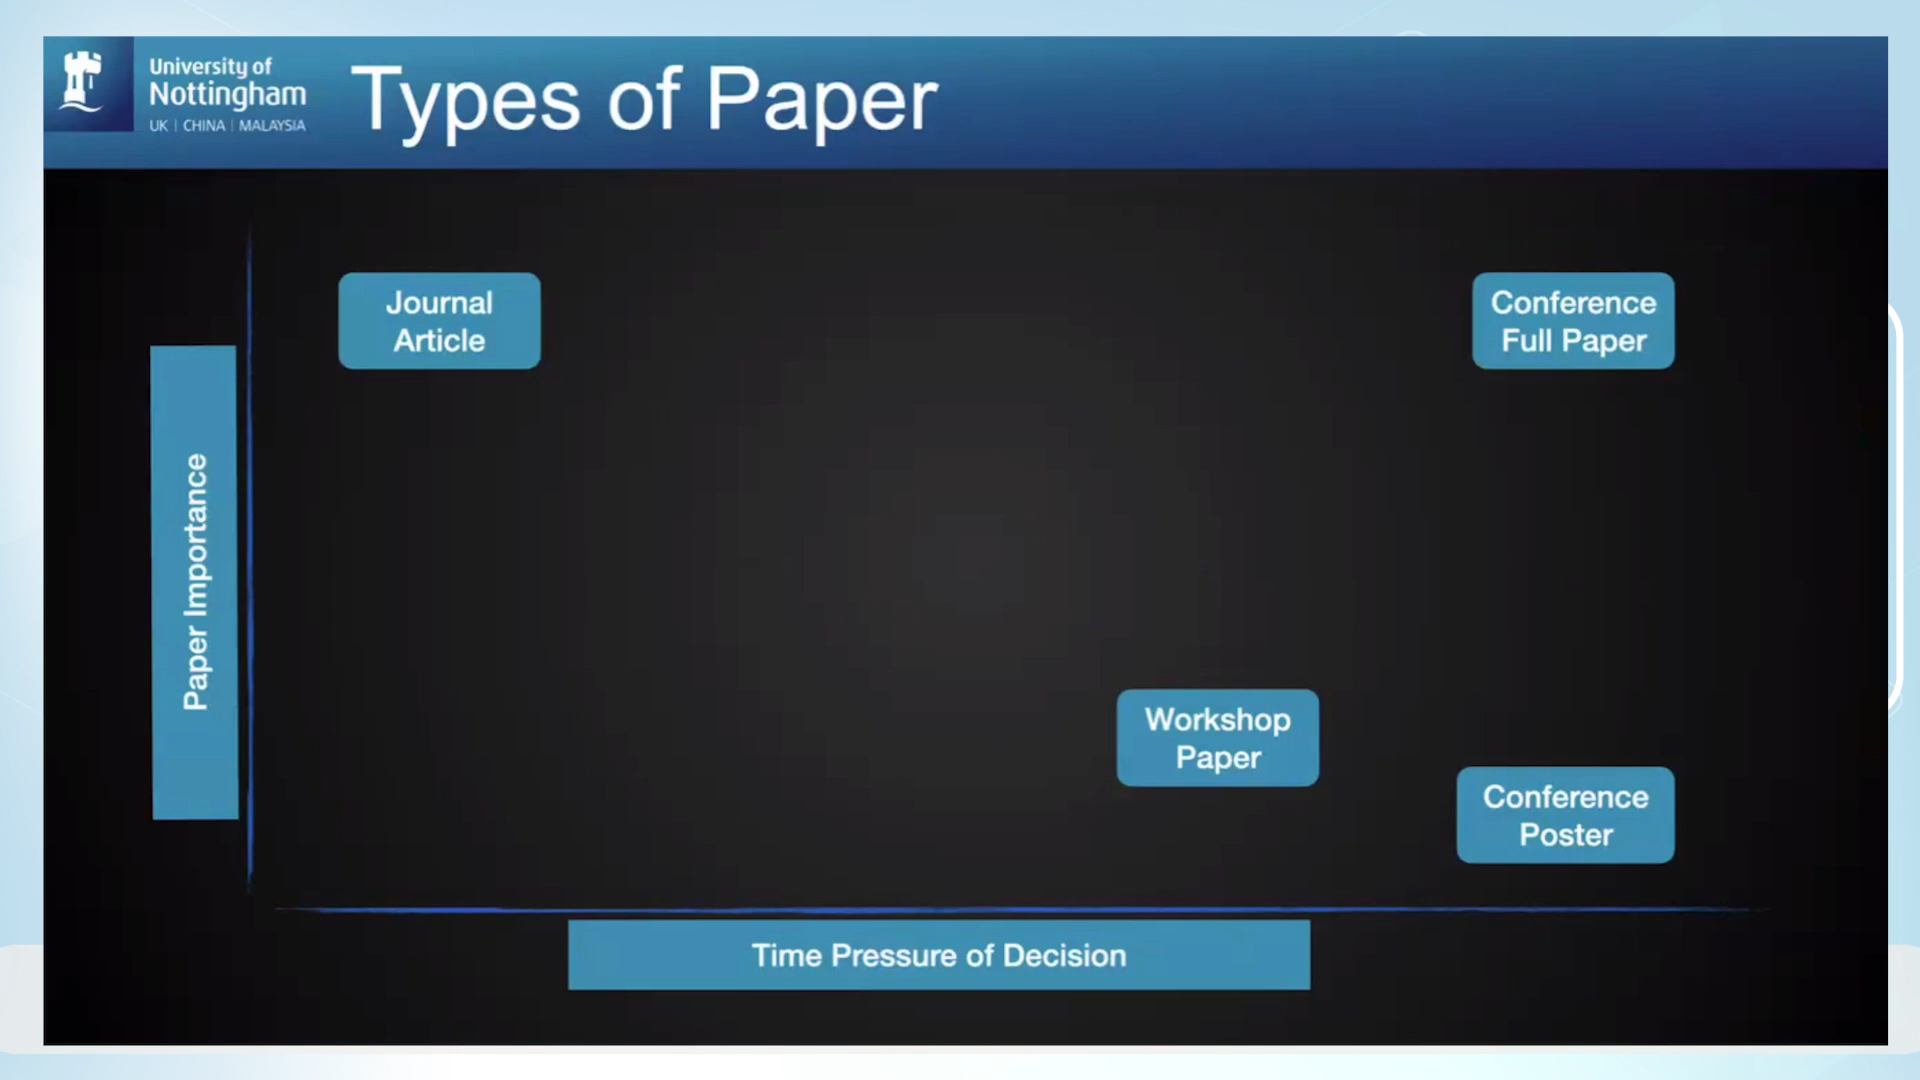 University of
Nottingham
UK | CHINA | MALAYSIA
Types of Paper
Journal
Article
Conference
Full Paper
Paper Importance
Workshop
Paper
Conference
Poster
Time Pressure of Decision